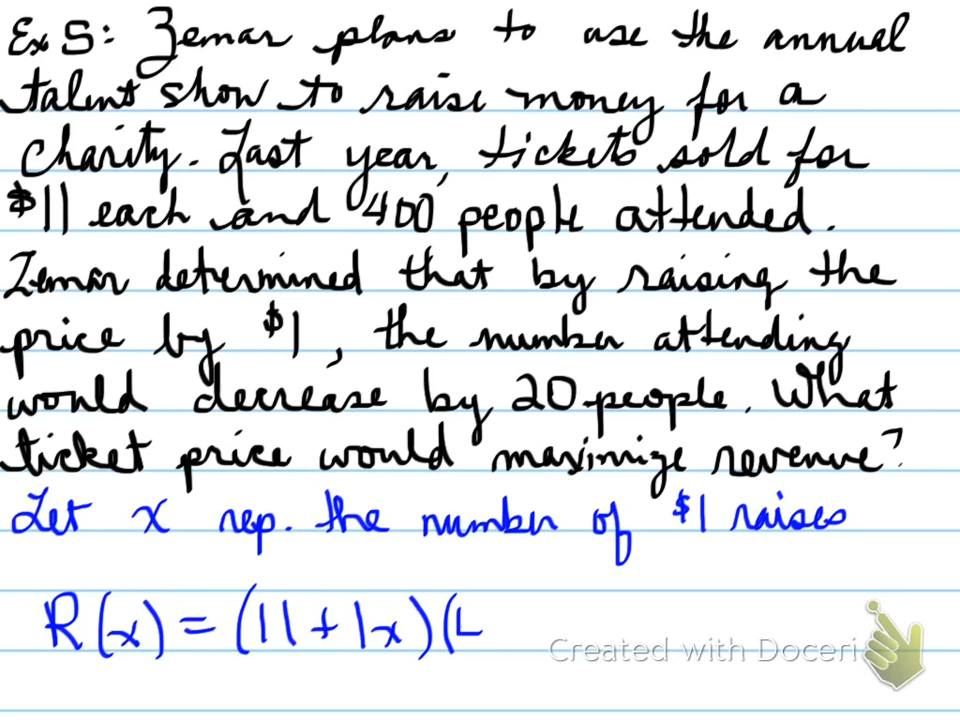 Ex 5: Zemar plans to use the annual
talent show to raise money for a
charity. Last year, tickets sold for
$11 each and 400 people attended.
Zemar determined that by raising the
price by $1, the number attending
would decrease by 20 people. What
ticket price would maximize revenue?
Let x rep. the number of $1 raises
R(x) = (11 + 1x)(
Created with Doceri